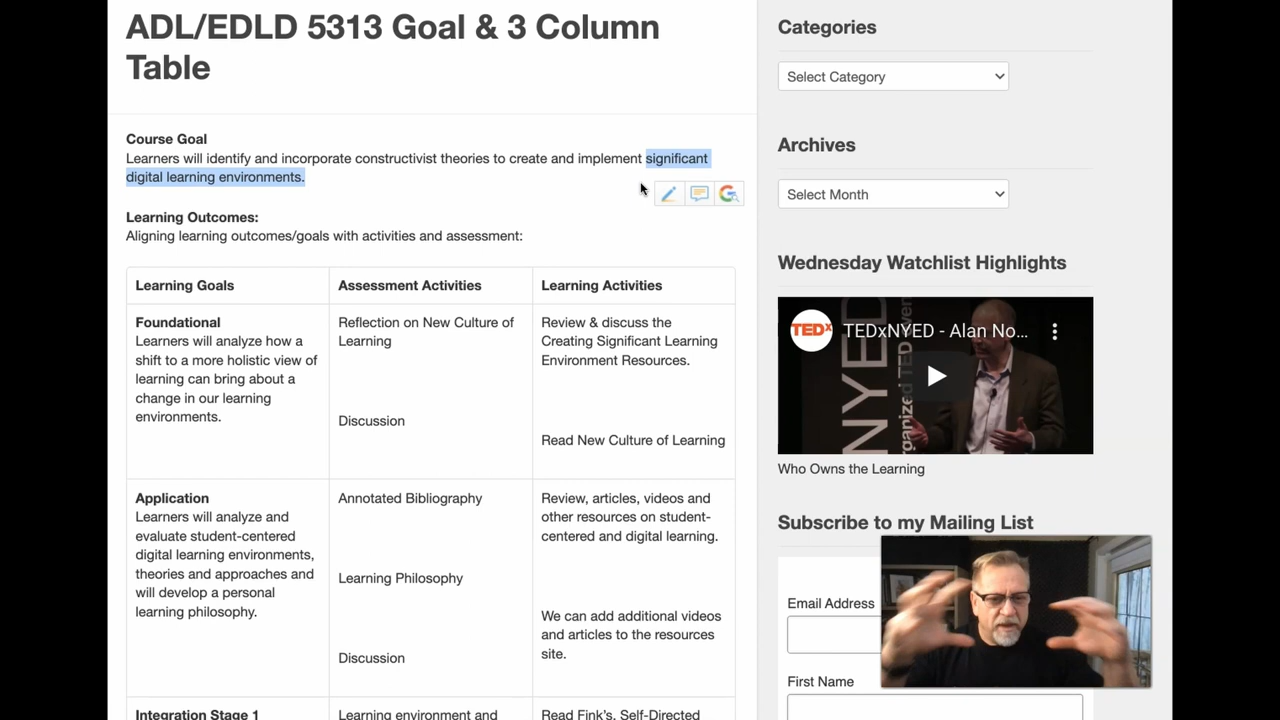 ADL/EDLD 5313 Goal & 3 Column
Table
Course Goal
Learners will identify and incorporate constructivist theories to create and implement significant
digital learning environments.
Learning Outcomes:
Aligning learning outcomes/goals with activities and assessment:
Learning Goals
Assessment Activities
Learning Activities
Foundational
Learners will analyze how a
shift to a more holistic view of
learning can bring about a
change in our learning
environments.
Reflection on New Culture of
Learning
Discussion
Review & discuss the
Creating Significant Learning
Environment Resources.
Read New Culture of Learning
Application
Learners will analyze and
evaluate student-centered
digital learning environments,
theories and approaches and
will develop a personal
learning philosophy.
Annotated Bibliography
Learning Philosophy
Discussion
Review, articles, videos and
other resources on student-
centered and digital learning.
We can add additional videos
and articles to the resources
site.
Integration Stage 1
Learning environment and
Read Fink's, Self-Directed
Categories
Select Category
Archives
Select Month
Wednesday Watchlist Highlights
TEDx
TEDxNYED - Alan No...
NYED
Who Owns the Learning
Subscribe to my Mailing List
Email Address
First Name